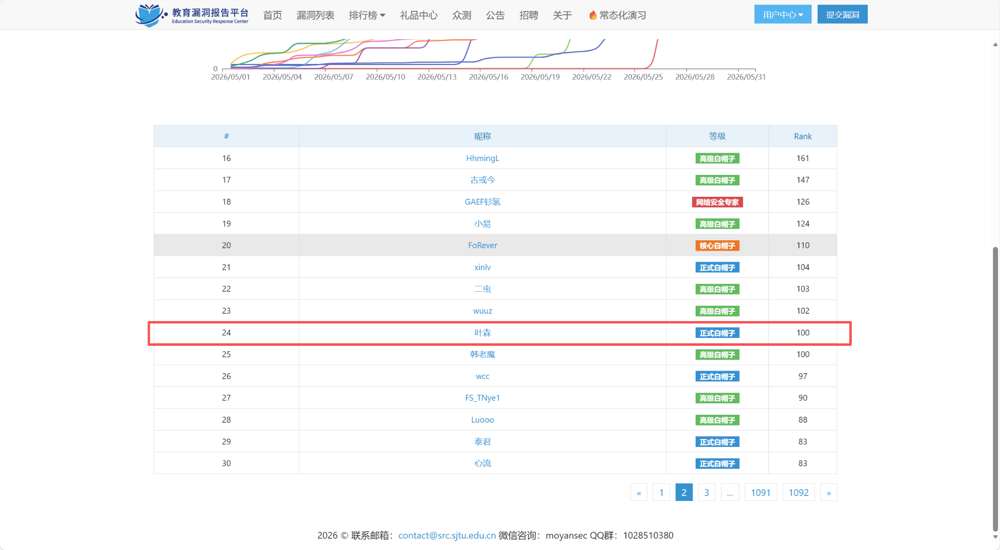 教育漏洞报告平台
Education Security Response Center
首页 漏洞列表 排行榜 礼品中心 众测 公告 招聘 关于 常态化演习 用户中心 提交漏洞
0
2026/05/01 2026/05/04 2026/05/07 2026/05/10 2026/05/13 2026/05/16 2026/05/19 2026/05/22 2026/05/25 2026/05/28 2026/05/31
# 昵称 等级 Rank
16 HhmingL 高级白帽子 161
17 古或今 高级白帽子 147
18 GAEF钐氢 网络安全专家 126
19 小易 高级白帽子 124
20 FoRever 核心白帽子 110
21 xinlv 正式白帽子 104
22 二虫 高级白帽子 103
23 wuuz 高级白帽子 102
24 叶森 正式白帽子 100
25 韩老魔 高级白帽子 100
26 wcc 正式白帽子 97
27 FS_TNye1 高级白帽子 90
28 Luooo 高级白帽子 88
29 泰君 正式白帽子 83
30 心流 正式白帽子 83
« 1 2 3 ... 1091 1092 »
2026 © 联系邮箱：contact@src.sjtu.edu.cn 微信咨询：moyansec QQ群：1028510380